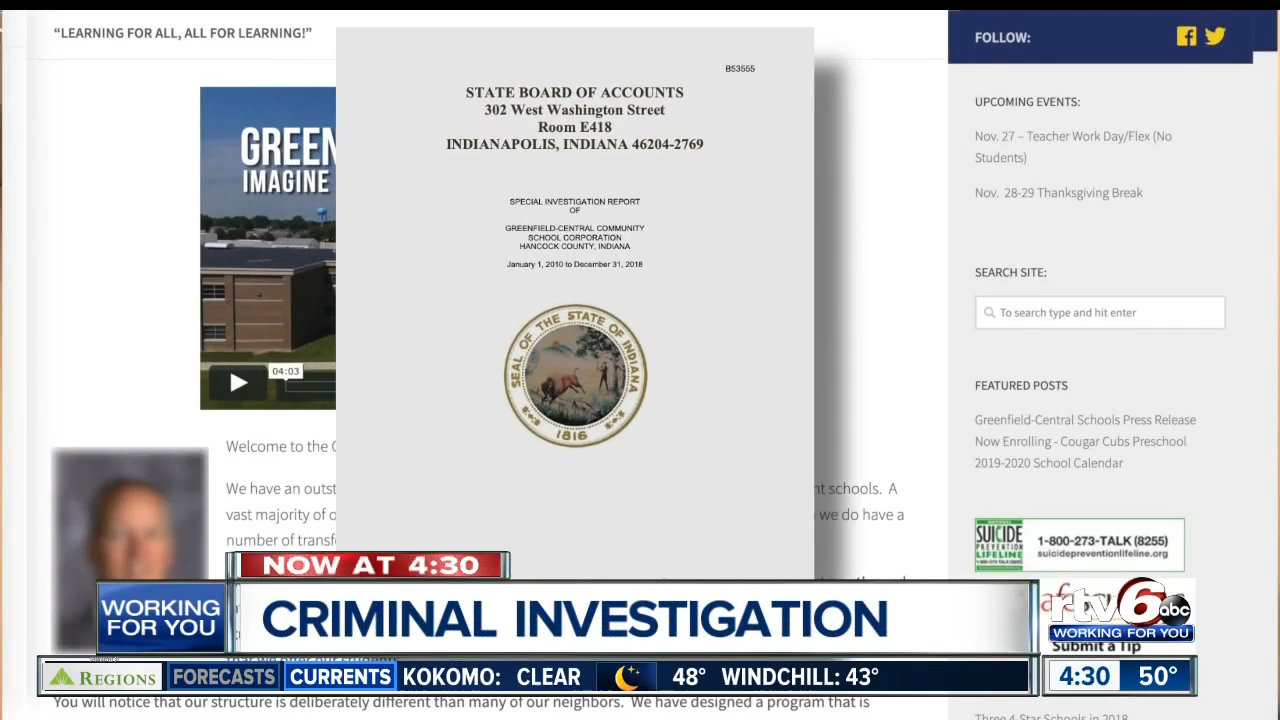 “LEARNING FOR ALL, ALL FOR LEARNING!”
GREEN
IMAGINE
04:03
Welcome to the
We have an outst
nt schools. A
vast majority of
we do have a
number of transf
B53555
STATE BOARD OF ACCOUNTS
302 West Washington Street
Room E418
INDIANAPOLIS, INDIANA 46204-2769
SPECIAL INVESTIGATION REPORT
OF
GREENFIELD-CENTRAL COMMUNITY
SCHOOL CORPORATION
HANCOCK COUNTY, INDIANA
January 1, 2010 to December 31, 2018
SEAL OF THE STATE OF INDIANA
1816
FOLLOW:
UPCOMING EVENTS:
Nov. 27 – Teacher Work Day/Flex (No
Students)
Nov. 28-29 Thanksgiving Break
SEARCH SITE:
To search type and hit enter
FEATURED POSTS
Greenfield-Central Schools Press Release
Now Enrolling - Cougar Cubs Preschool
2019-2020 School Calendar
SUICIDE
PREVENTION
LIFELINE
1-800-273-TALK (8255)
suicidepreventionlifeline.org
NOW AT 4:30
WORKING
FOR YOU
CRIMINAL INVESTIGATION
rtv6 abc
WORKING FOR YOU
Submit a Tip
REGIONS
FORECASTS
CURRENTS
KOKOMO: CLEAR
48° WINDCHILL: 43°
4:30
50°
You will notice that our structure is deliberately different than many of our neighbors. We have designed a program that is
Three 4-Star Schools in 2018